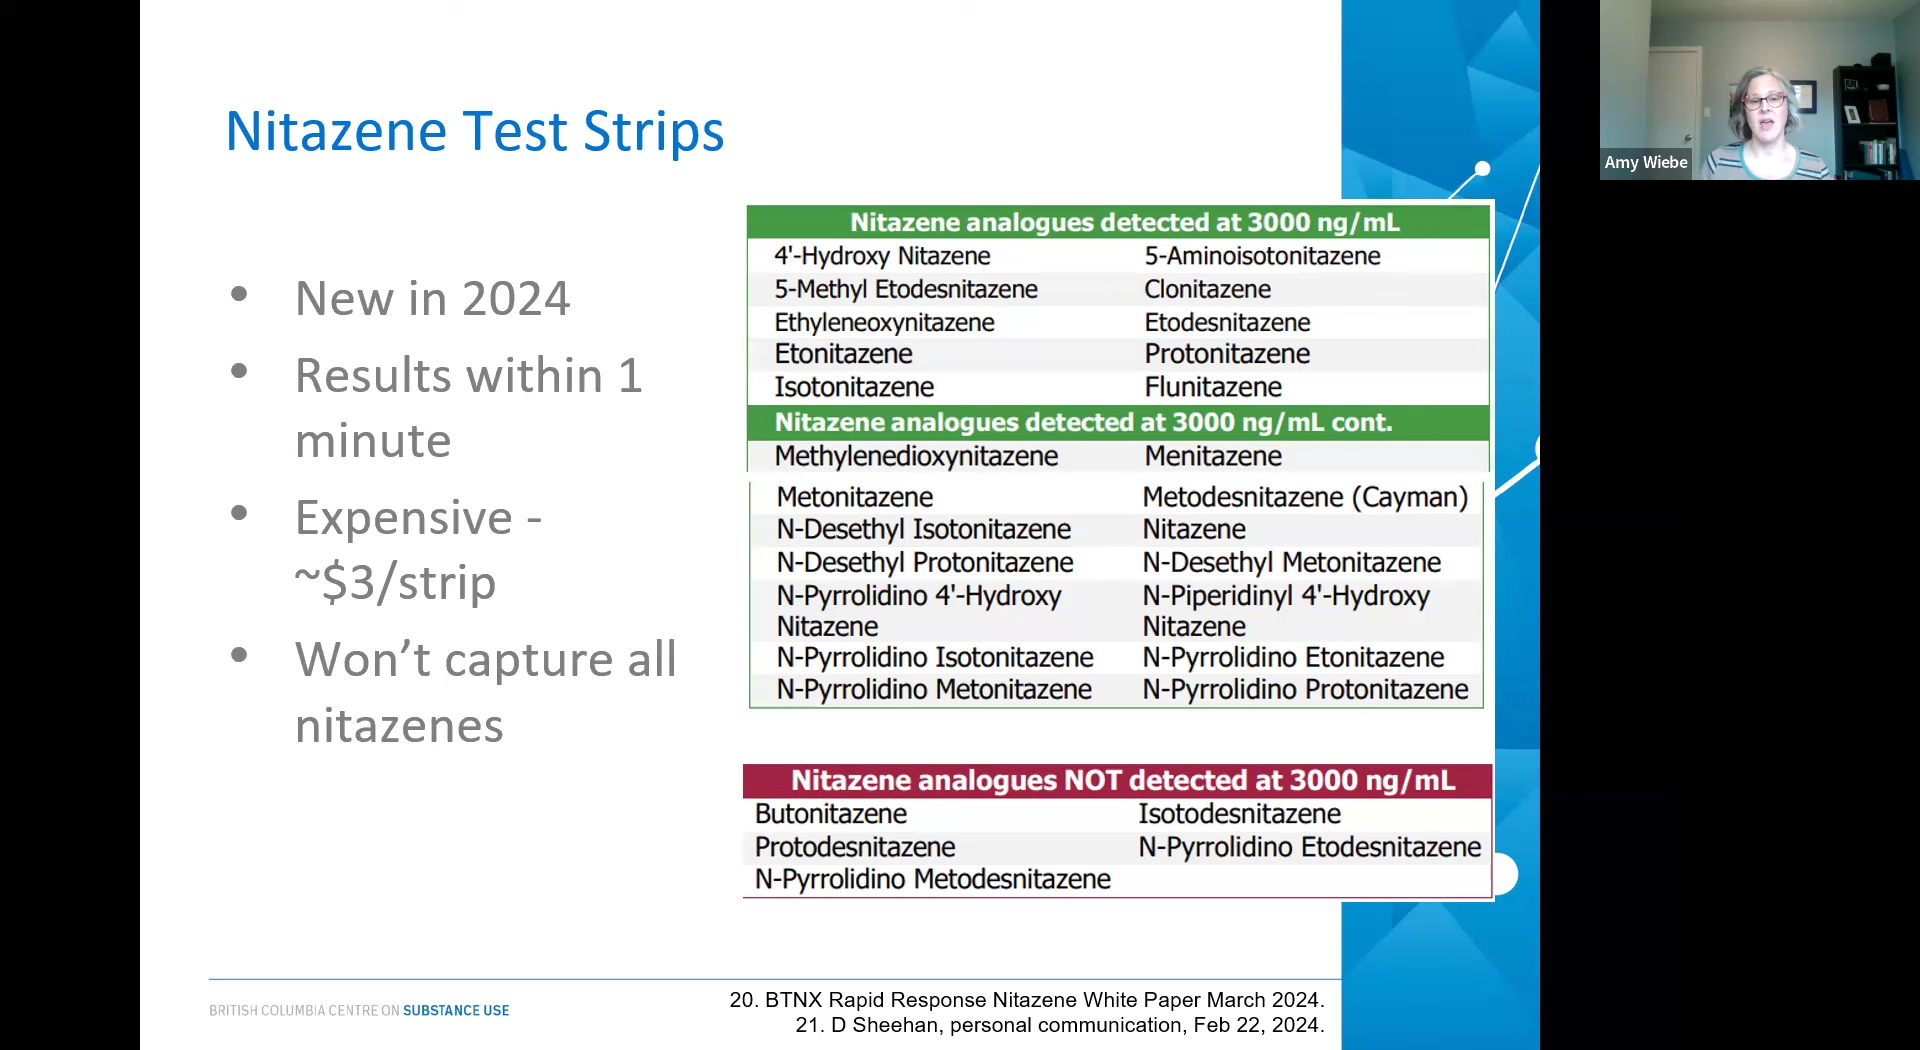 Nitazene Test Strips
• New in 2024
• Results within 1
minute
• Expensive -
~$3/strip
• Won’t capture all
nitazenes
Nitazene analogues detected at 3000 ng/mL
4'-Hydroxy Nitazene 5-Aminoisotonitazene
5-Methyl Etodesnitazene Clonitazene
Ethyleneoxynitazene Etodesnitazene
Etonitazene Protonitazene
Isotonitazene Flunitazene
Nitazene analogues detected at 3000 ng/mL cont.
Methylenedioxynitazene Menitazene
Metonitazene Metodesnitazene (Cayman)
N-Desethyl Isotonitazene Nitazene
N-Desethyl Protonitazene N-Desethyl Metonitazene
N-Pyrrolidino 4'-Hydroxy N-Piperidinyl 4'-Hydroxy
Nitazene Nitazene
N-Pyrrolidino Isotonitazene N-Pyrrolidino Etonitazene
N-Pyrrolidino Metonitazene N-Pyrrolidino Protonitazene
Nitazene analogues NOT detected at 3000 ng/mL
Butonitazene Isotodesnitazene
Protodesnitazene N-Pyrrolidino Etodesnitazene
N-Pyrrolidino Metodesnitazene
BRITISH COLUMBIA CENTRE ON SUBSTANCE USE
20. BTNX Rapid Response Nitazene White Paper March 2024.
21. D Sheehan, personal communication, Feb 22, 2024.
Amy Wiebe